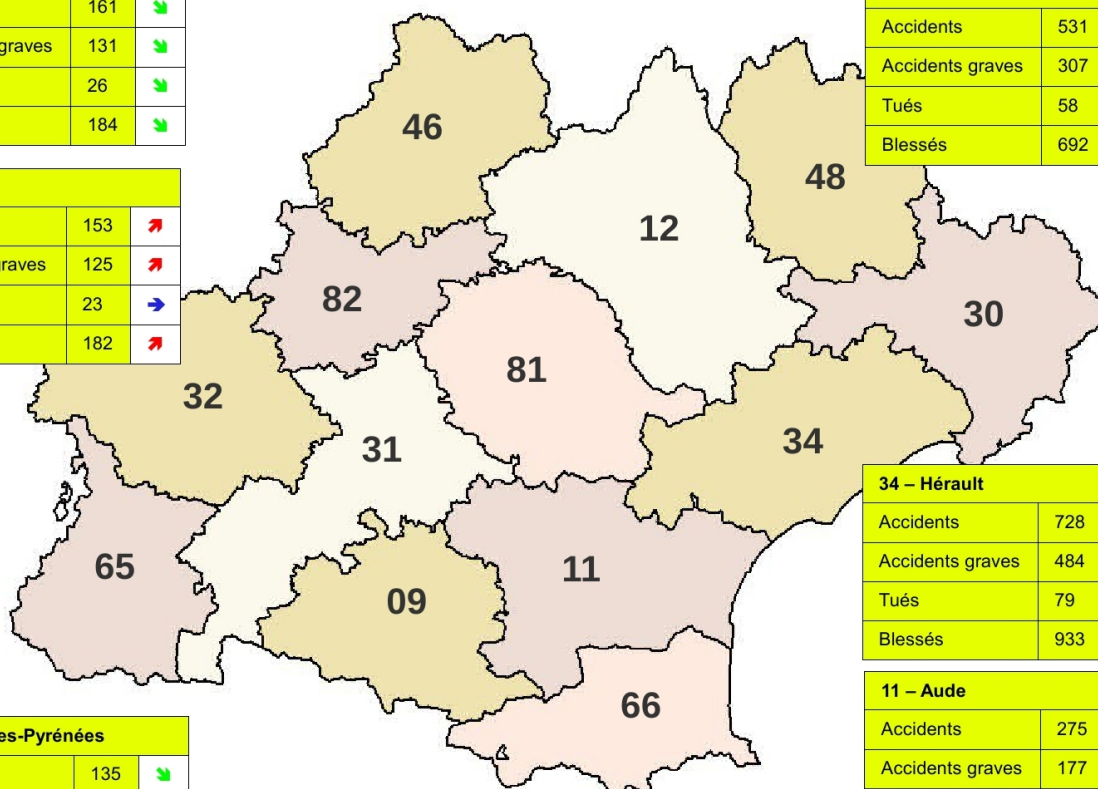 161
graves 131
26
184
153
graves 125
23
182
es-Pyrénées
135
46
12
48
82
30
81
32
31
34
65
11
09
66
Accidents 531
Accidents graves 307
Tués 58
Blessés 692
34 – Hérault
Accidents 728
Accidents graves 484
Tués 79
Blessés 933
11 – Aude
Accidents 275
Accidents graves 177